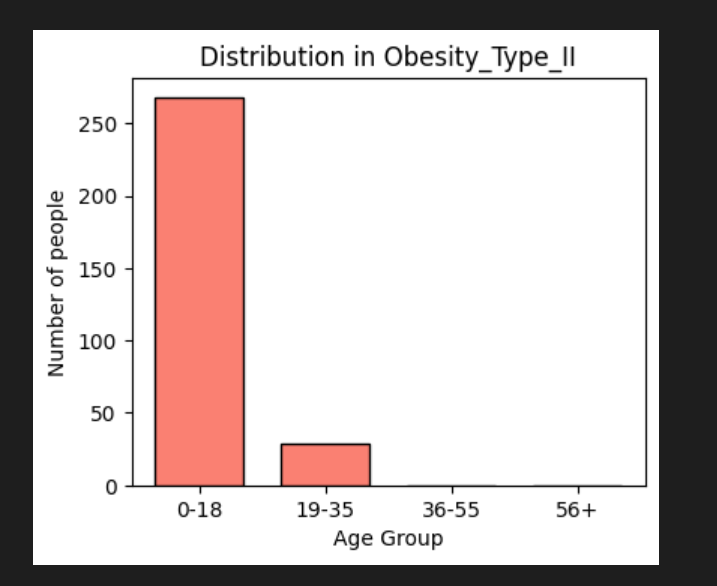 Distribution in Obesity_Type_II
Number of people
250
200
150
100
50
0
0-18 19-35 36-55 56+
Age Group